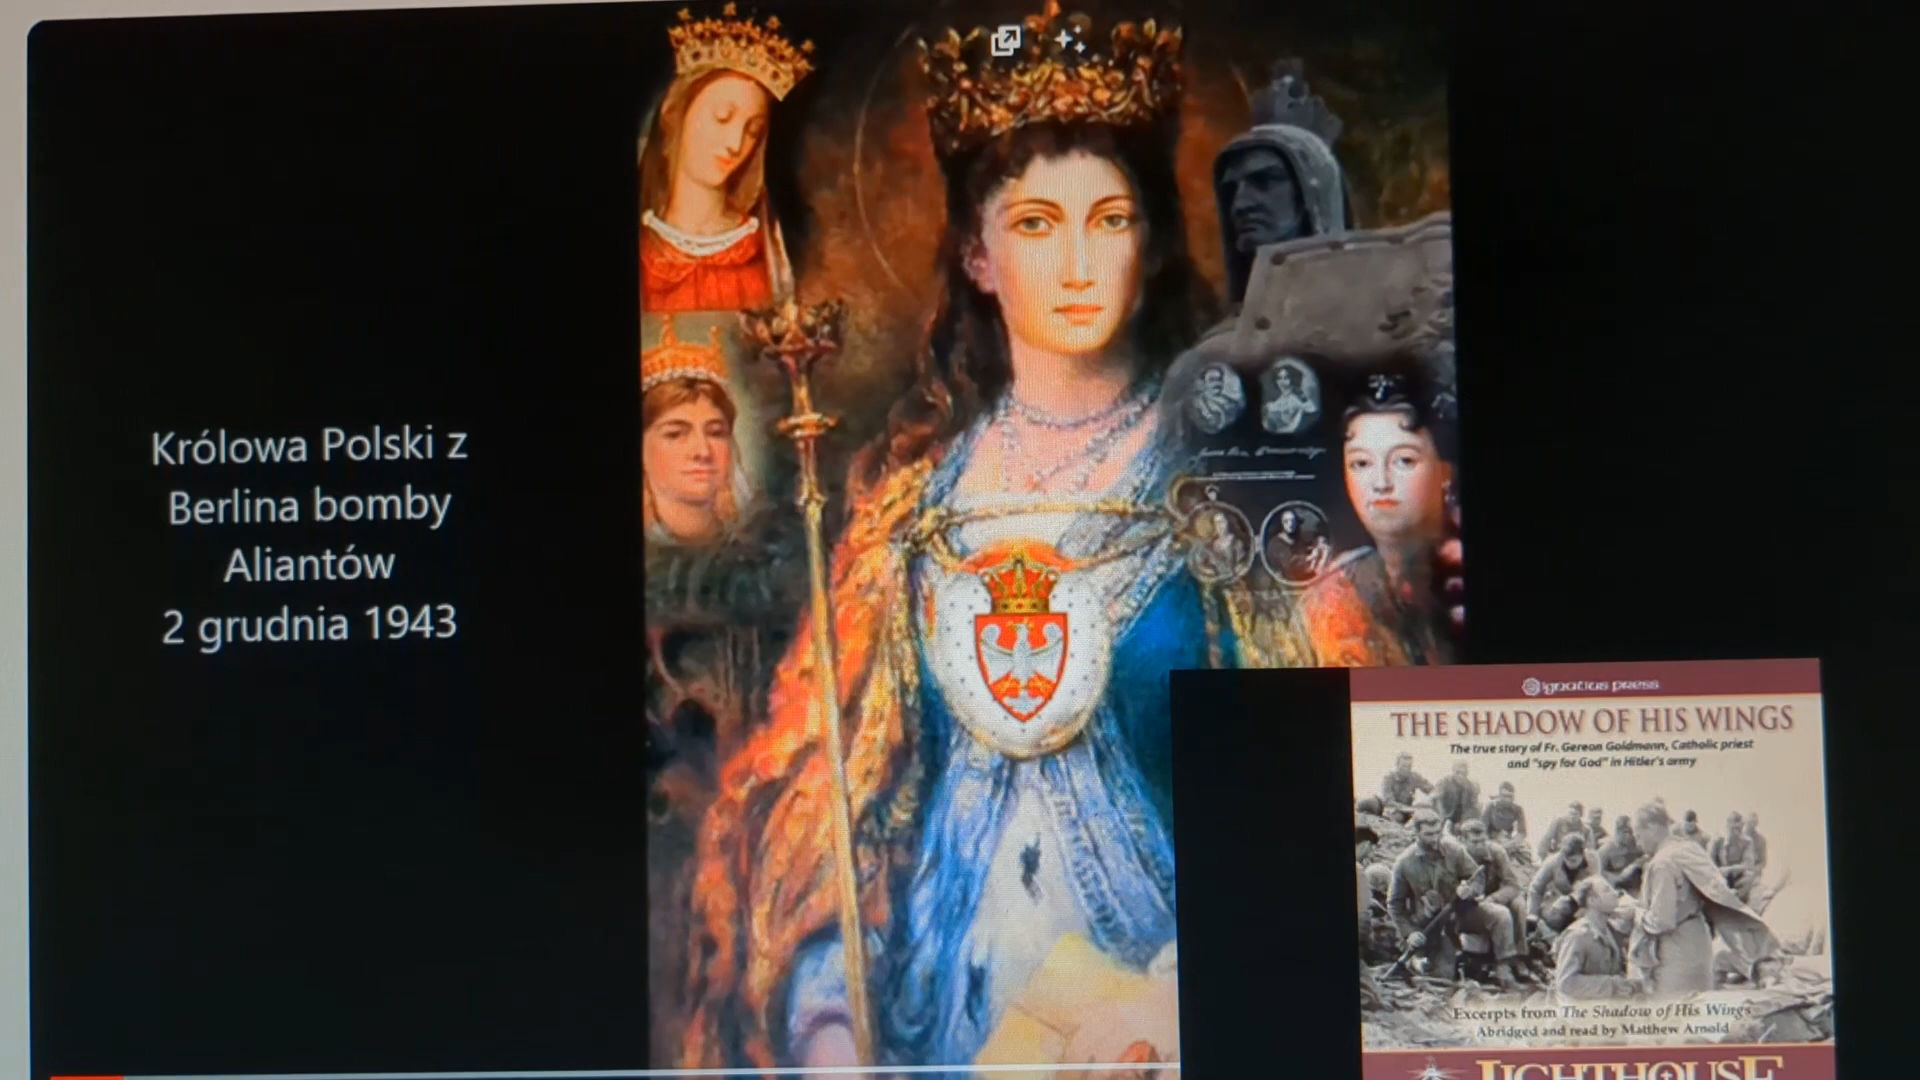 Królowa Polski z
Berlina bomby
Aliantów
2 grudnia 1943
ignatius press
THE SHADOW OF HIS WINGS
The true story of Fr. Gereon Goldmann, Catholic priest
and "spy for God" in Hitler's army
Excerpts from The Shadow of His Wings
Abridged and read by Matthew Arnold
LIGHTHOUSE